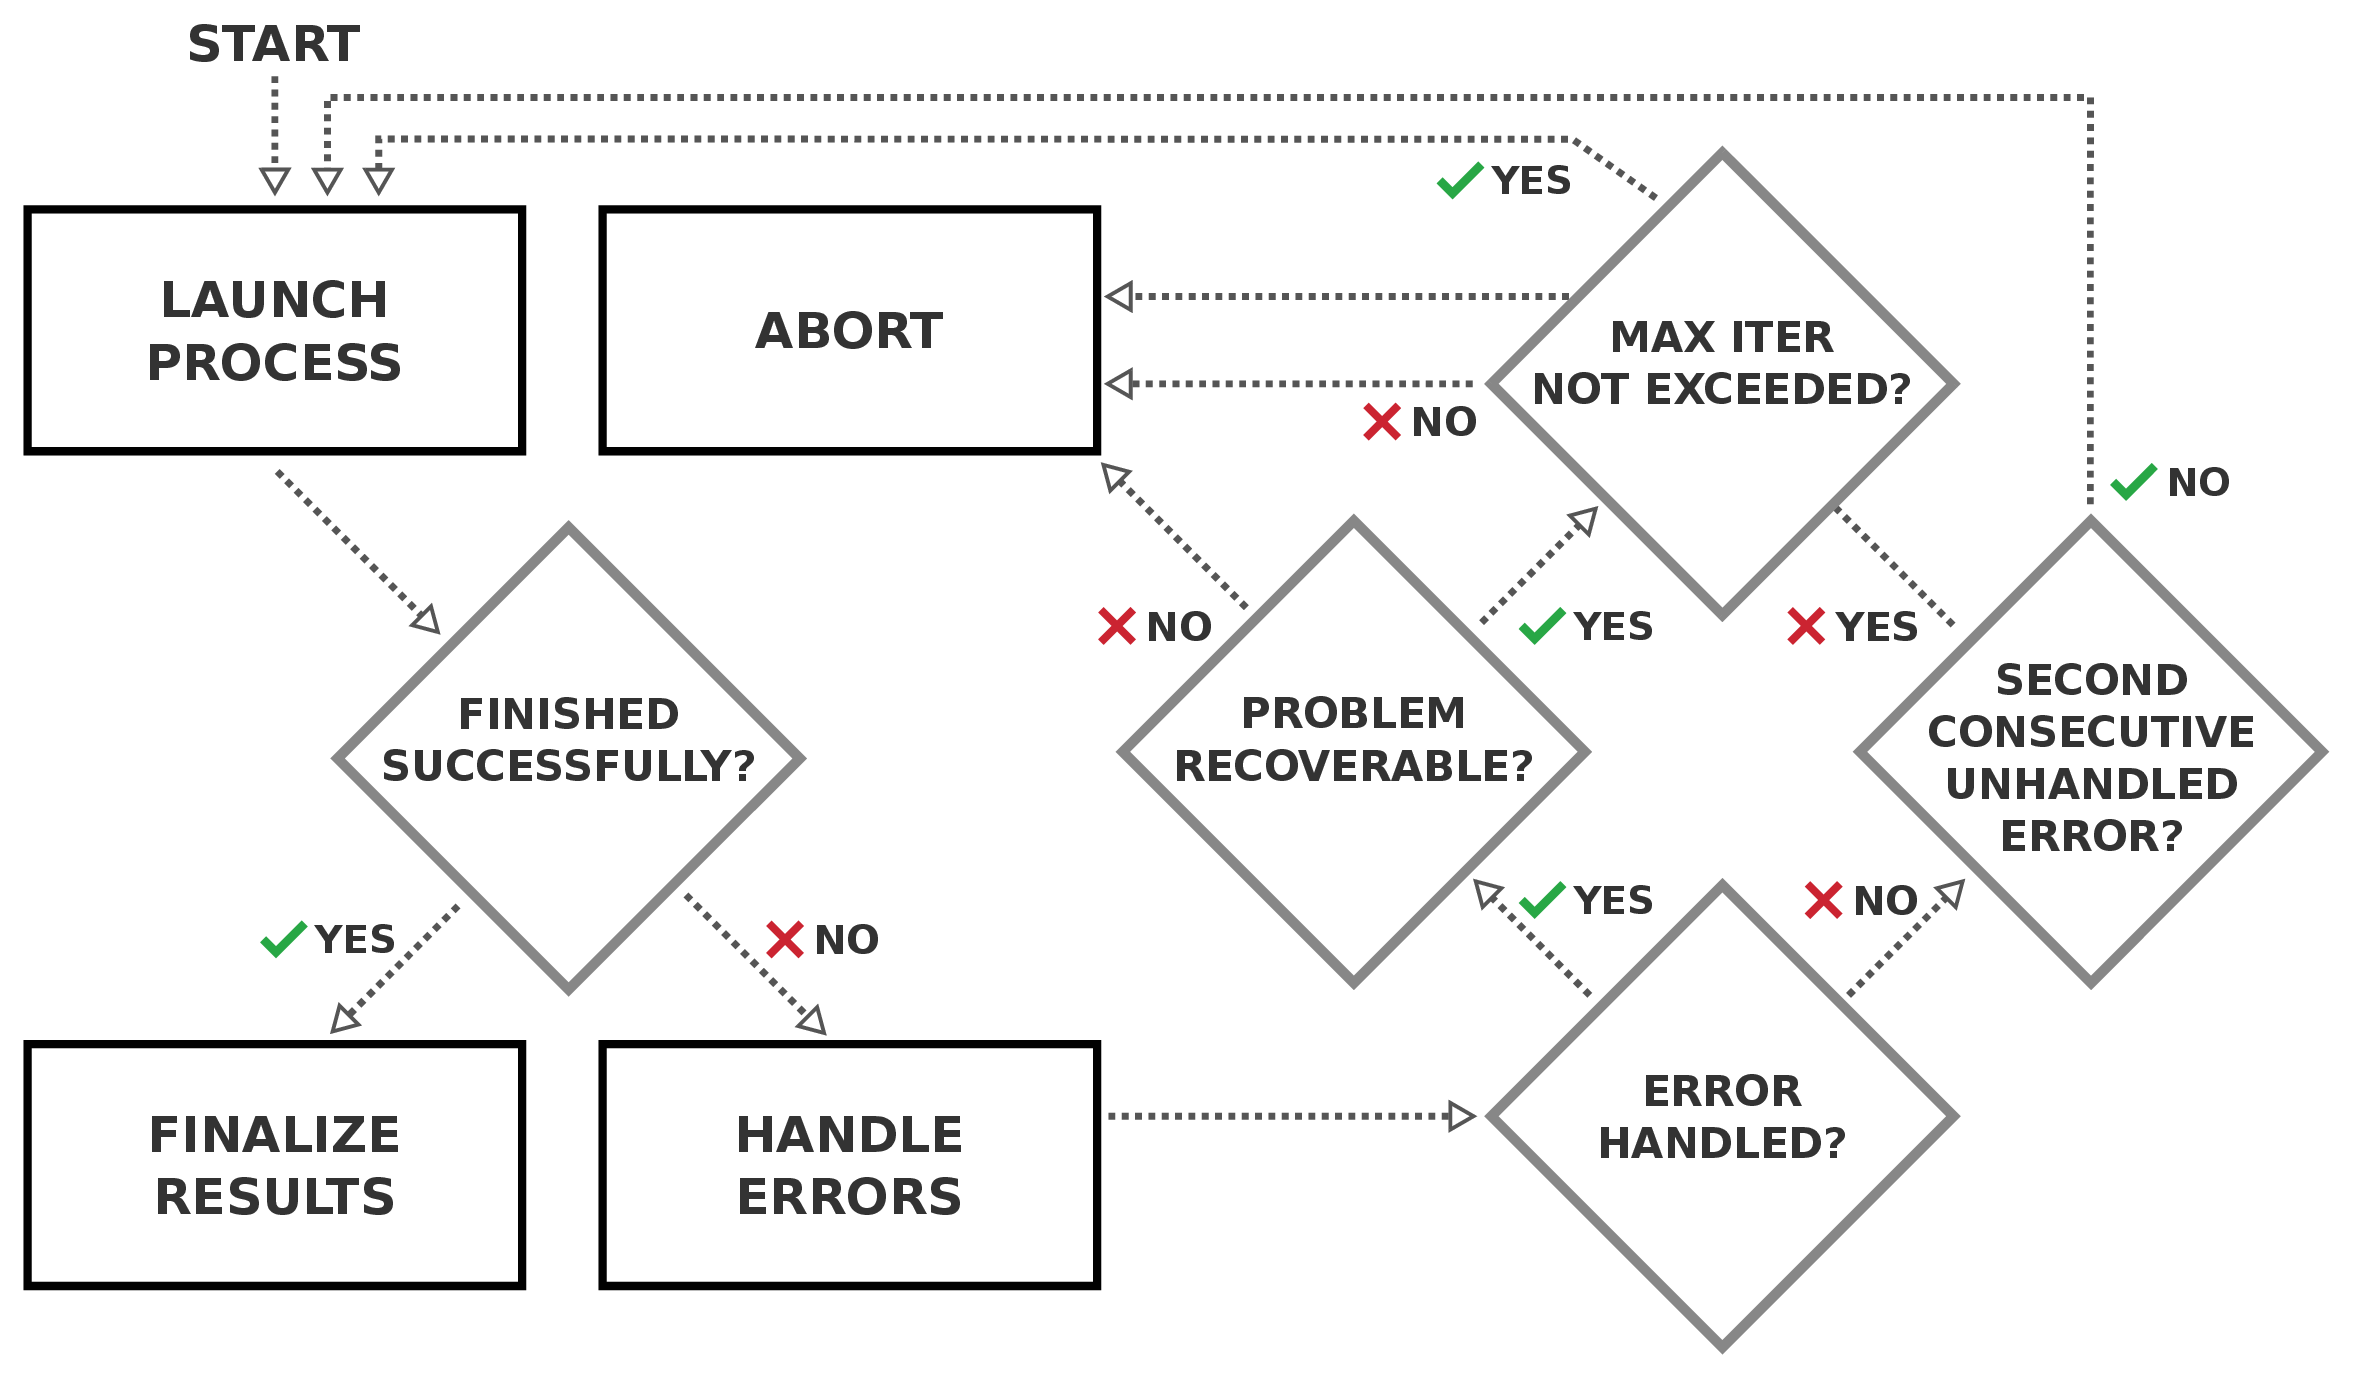 START
LAUNCH
PROCESS
ABORT
YES
MAX ITER
NOT EXCEEDED?
NO
NO
NO
YES
YES
FINISHED
SUCCESSFULLY?
PROBLEM
RECOVERABLE?
SECOND
CONSECUTIVE
UNHANDLED
ERROR?
YES
NO
YES
NO
FINALIZE
RESULTS
HANDLE
ERRORS
ERROR
HANDLED?